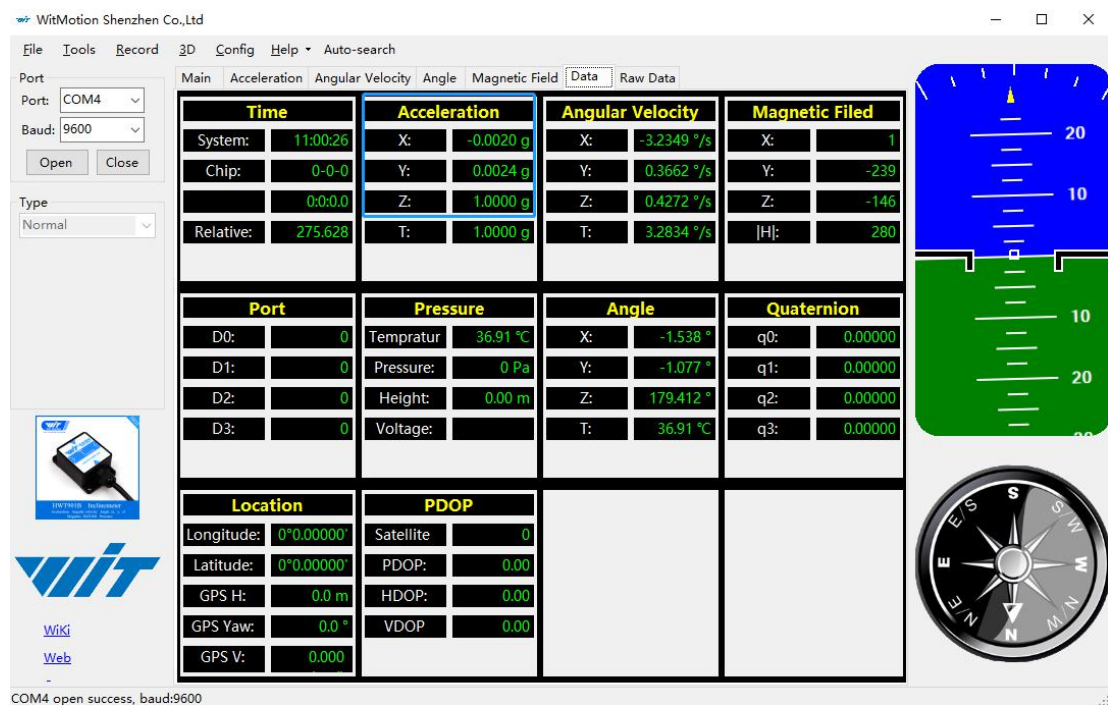 WitMotion Shenzhen Co.,Ltd
File Tools Record 3D Config Help Auto-search
Port
Port: COM4
Baud: 9600
Open Close
Type
Normal
Main Acceleration Angular Velocity Angle Magnetic Field Data Raw Data
Time
System: 11:00:26
Chip: 0-0-0
0:0:0.0
Relative: 275.628
Acceleration
X: -0.0020 g
Y: 0.0024 g
Z: 1.0000 g
T: 1.0000 g
Angular Velocity
X: -3.2349 °/s
Y: 0.3662 °/s
Z: 0.4272 °/s
T: 3.2834 °/s
Magnetic Filed
X: 1
Y: -239
Z: -146
|H|: 280
Port
D0: 0
D1: 0
D2: 0
D3: 0
Pressure
Tempratur 36.91 ℃
Pressure: 0 Pa
Height: 0.00 m
Voltage:
Angle
X: -1.538 °
Y: -1.077 °
Z: 179.412 °
T: 36.91 ℃
Quaternion
q0: 0.00000
q1: 0.00000
q2: 0.00000
q3: 0.00000
Location
Longitude: 0°0.00000'
Latitude: 0°0.00000'
GPS H: 0.0 m
GPS Yaw: 0.0 °
GPS V: 0.000
PDOP
Satellite 0
PDOP: 0.00
HDOP: 0.00
VDOP 0.00
20
10
10
20
S
S/W
W
N/W
N
N/E
E
E/S
WIT
HWT901B Inclinometer
WIT
WiKi
Web
COM4 open success, baud:9600